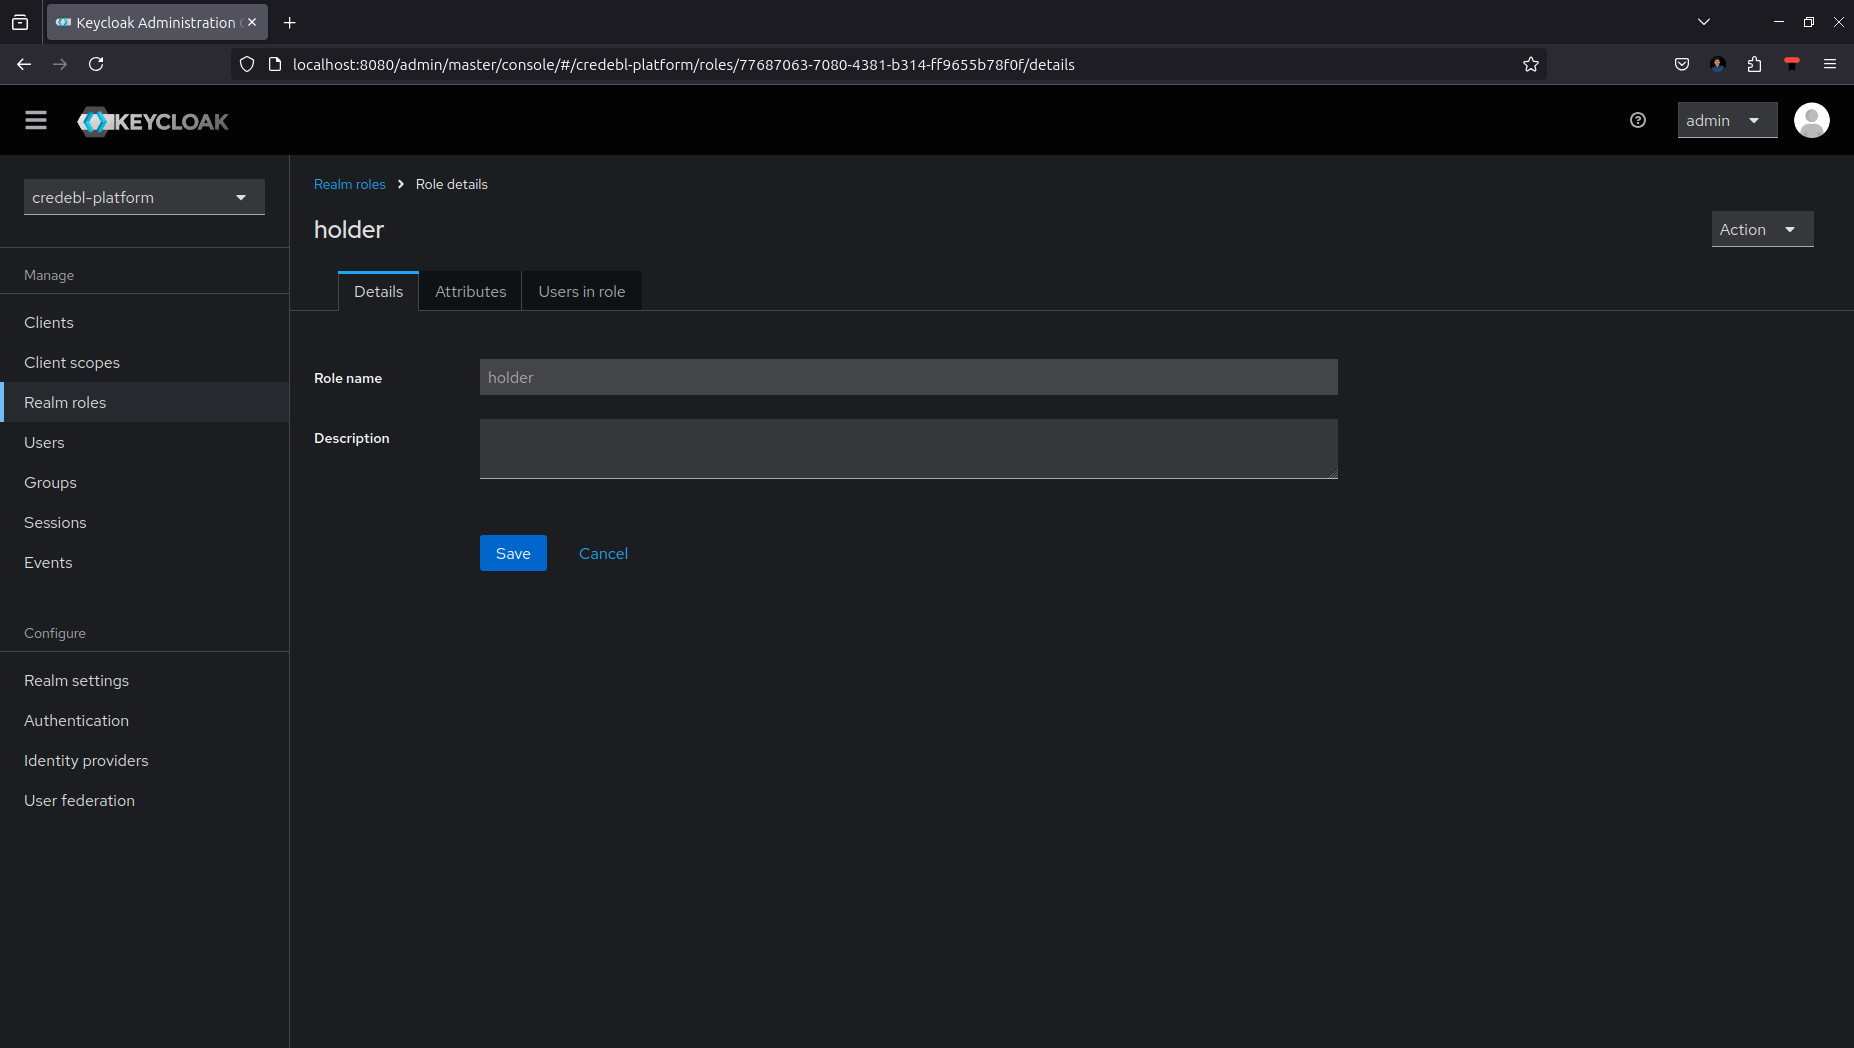 Keycloak Administration
localhost:8080/admin/master/console/#/credebl-platform/roles/77687063-7080-4381-b314-ff9655b78f0f/details
KEYCLOAK
admin
credebl-platform
Manage
Clients
Client scopes
Realm roles
Users
Groups
Sessions
Events
Configure
Realm settings
Authentication
Identity providers
User federation
Realm roles > Role details
holder
Action
Details Attributes Users in role
Role name holder
Description
Save Cancel